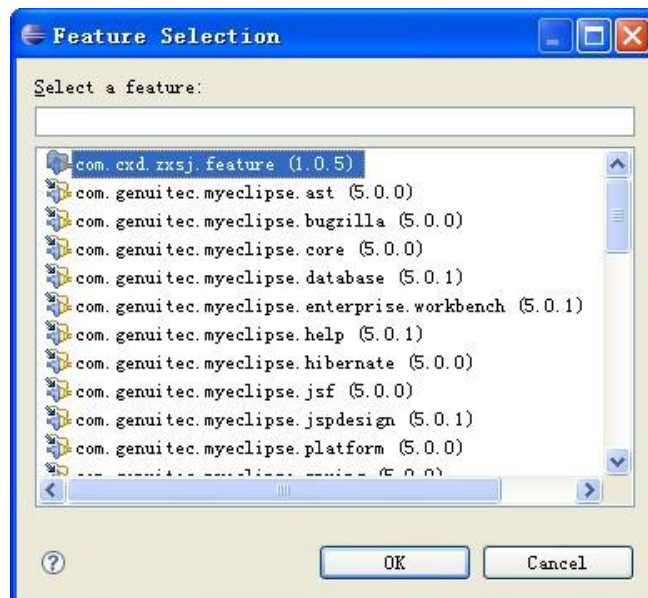 Feature Selection
Select a feature:
com.cxd.zxsj.feature (1.0.5)
com.genuitec.myeclipse.ast (5.0.0)
com.genuitec.myeclipse.bugzilla (5.0.0)
com.genuitec.myeclipse.core (5.0.0)
com.genuitec.myeclipse.database (5.0.1)
com.genuitec.myeclipse.enterprise.workbench (5.0.1)
com.genuitec.myeclipse.help (5.0.1)
com.genuitec.myeclipse.hibernate (5.0.0)
com.genuitec.myeclipse.jsf (5.0.0)
com.genuitec.myeclipse.jspdesign (5.0.1)
com.genuitec.myeclipse.platform (5.0.0)
OK Cancel